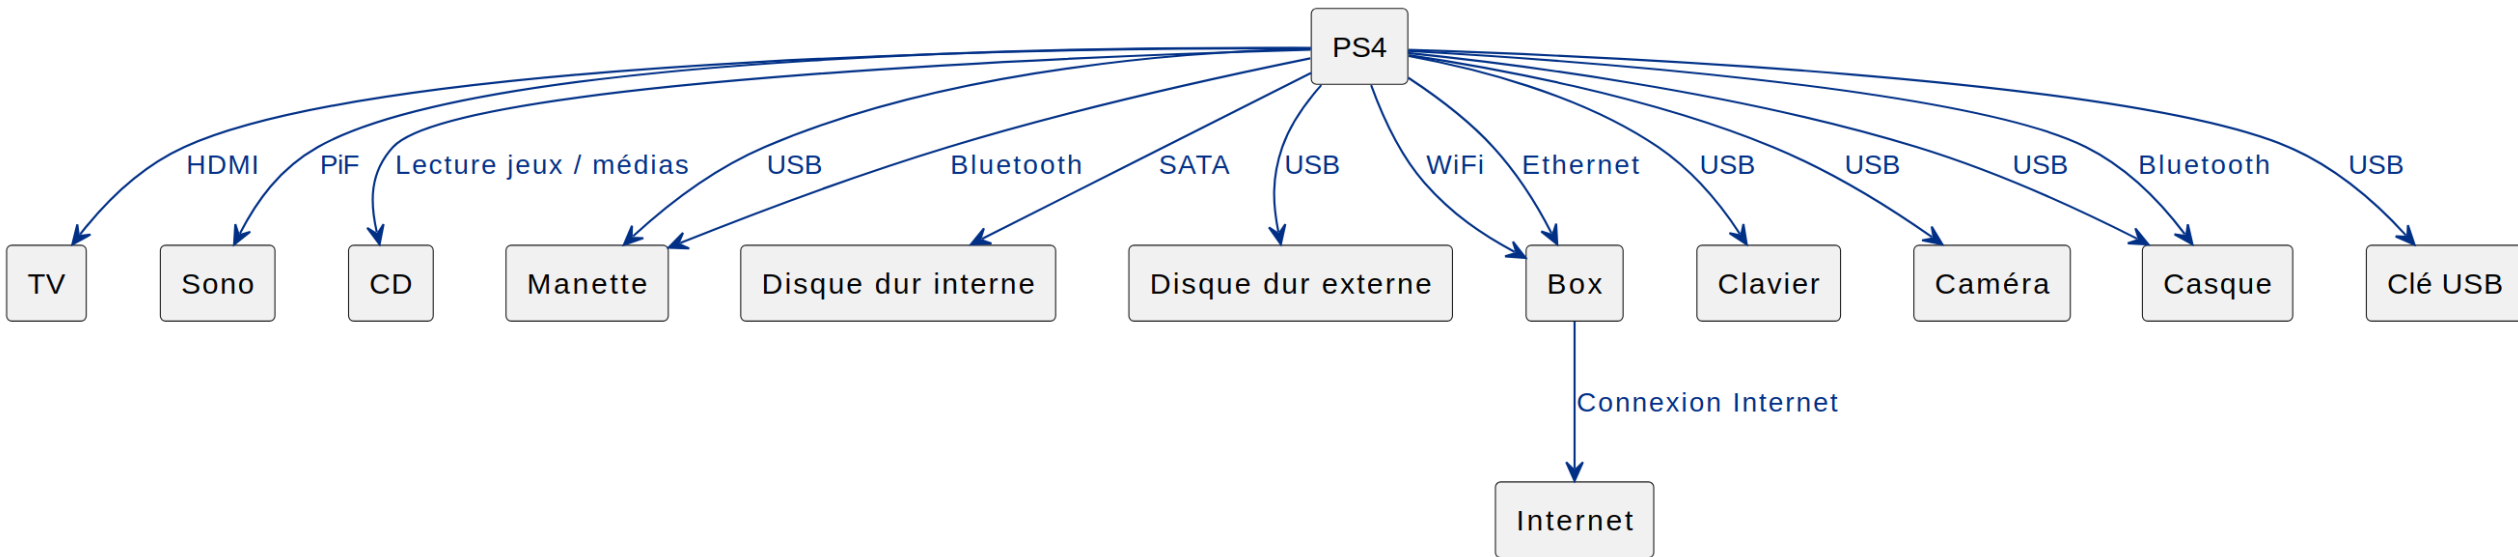 PS4
HDMI
PiF
Lecture jeux / médias
USB
Bluetooth
SATA
USB
WiFi
Ethernet
USB
USB
USB
Bluetooth
USB
TV
Sono
CD
Manette
Disque dur interne
Disque dur externe
Box
Clavier
Caméra
Casque
Clé USB
Connexion Internet
Internet